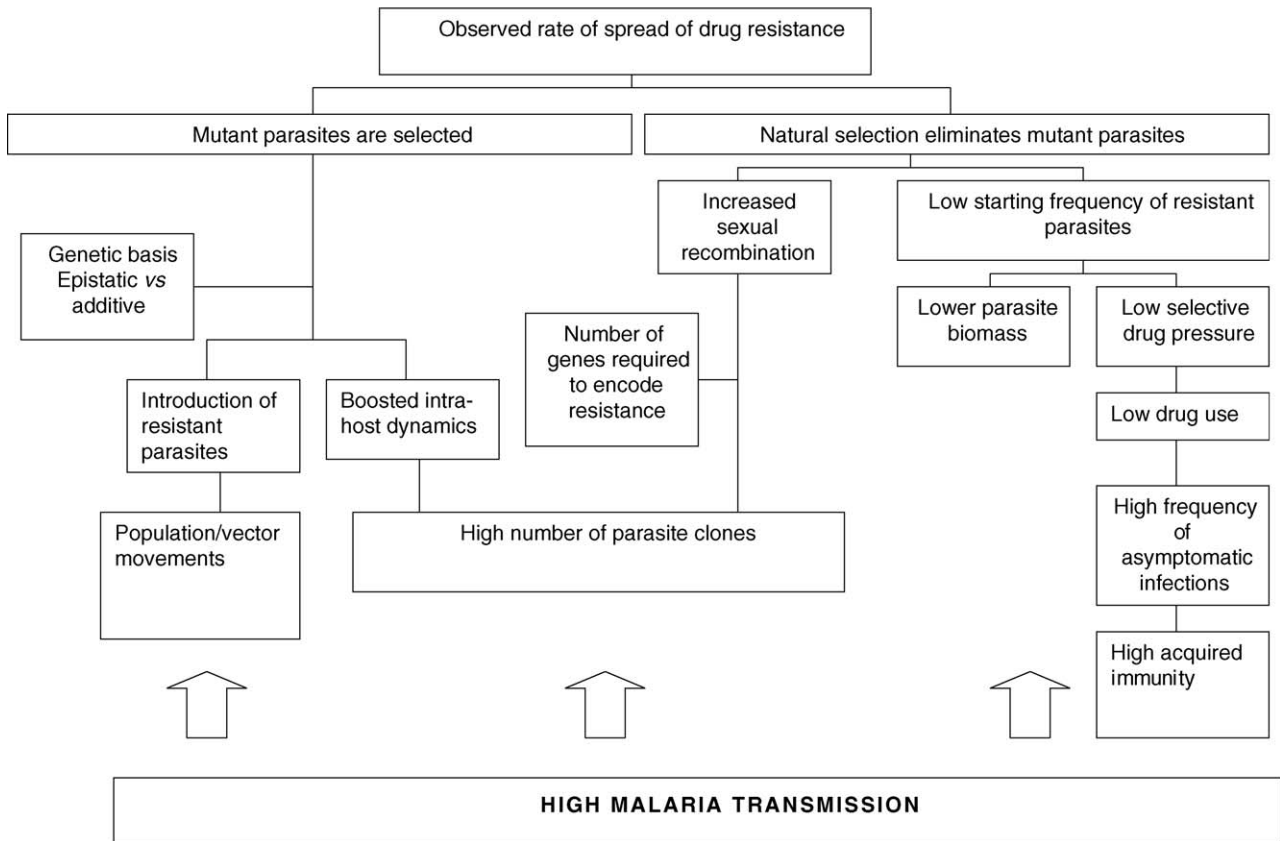 Observed rate of spread of drug resistance
Mutant parasites are selected
Natural selection eliminates mutant parasites
Increased
sexual
recombination
Low starting frequency of resistant
parasites
Genetic basis
Epistatic vs
additive
Number of
genes required
to encode
resistance
Lower parasite
biomass
Low selective
drug pressure
Introduction of
resistant
parasites
Boosted intra-
host dynamics
Low drug use
Population/vector
movements
High number of parasite clones
High frequency
of
asymptomatic
infections
High acquired
immunity
HIGH MALARIA TRANSMISSION